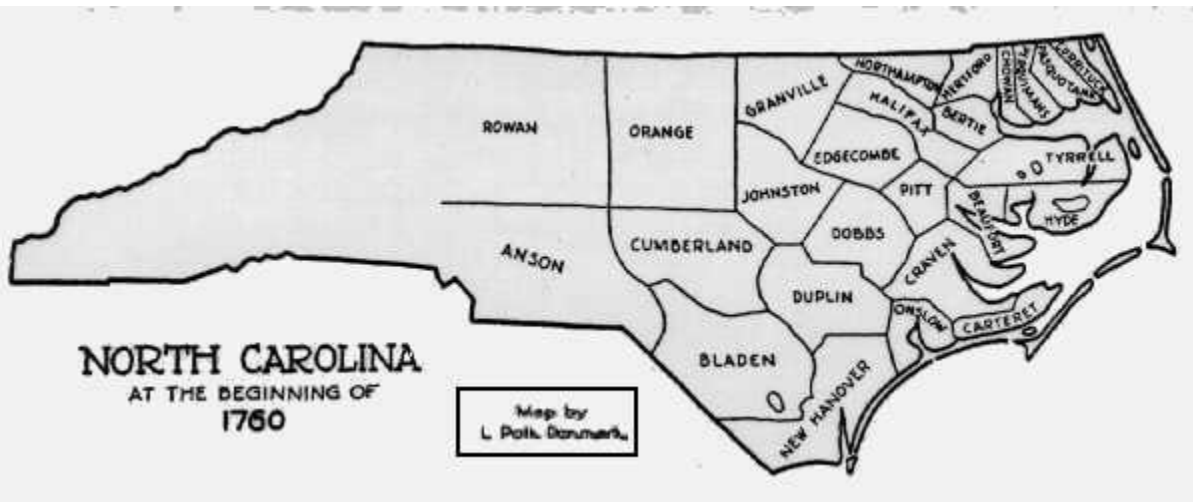 NORTHAMPTON
HERTFORD
CHOWAN
PERQUIMANS
PASQUOTANK
CURRITUCK
GRANVILLE
HALIFAX
BERTIE
ROWAN
ORANGE
EDGECOMBE
TYRRELL
JOHNSTON
PITT
BEAUFORT
HYDE
DOBBS
CUMBERLAND
ANSON
CRAVEN
DUPLIN
ONSLOW
CARTERET
BLADEN
NEW HANOVER
NORTH CAROLINA
AT THE BEGINNING OF
1760
Map by
L Polk Denmark